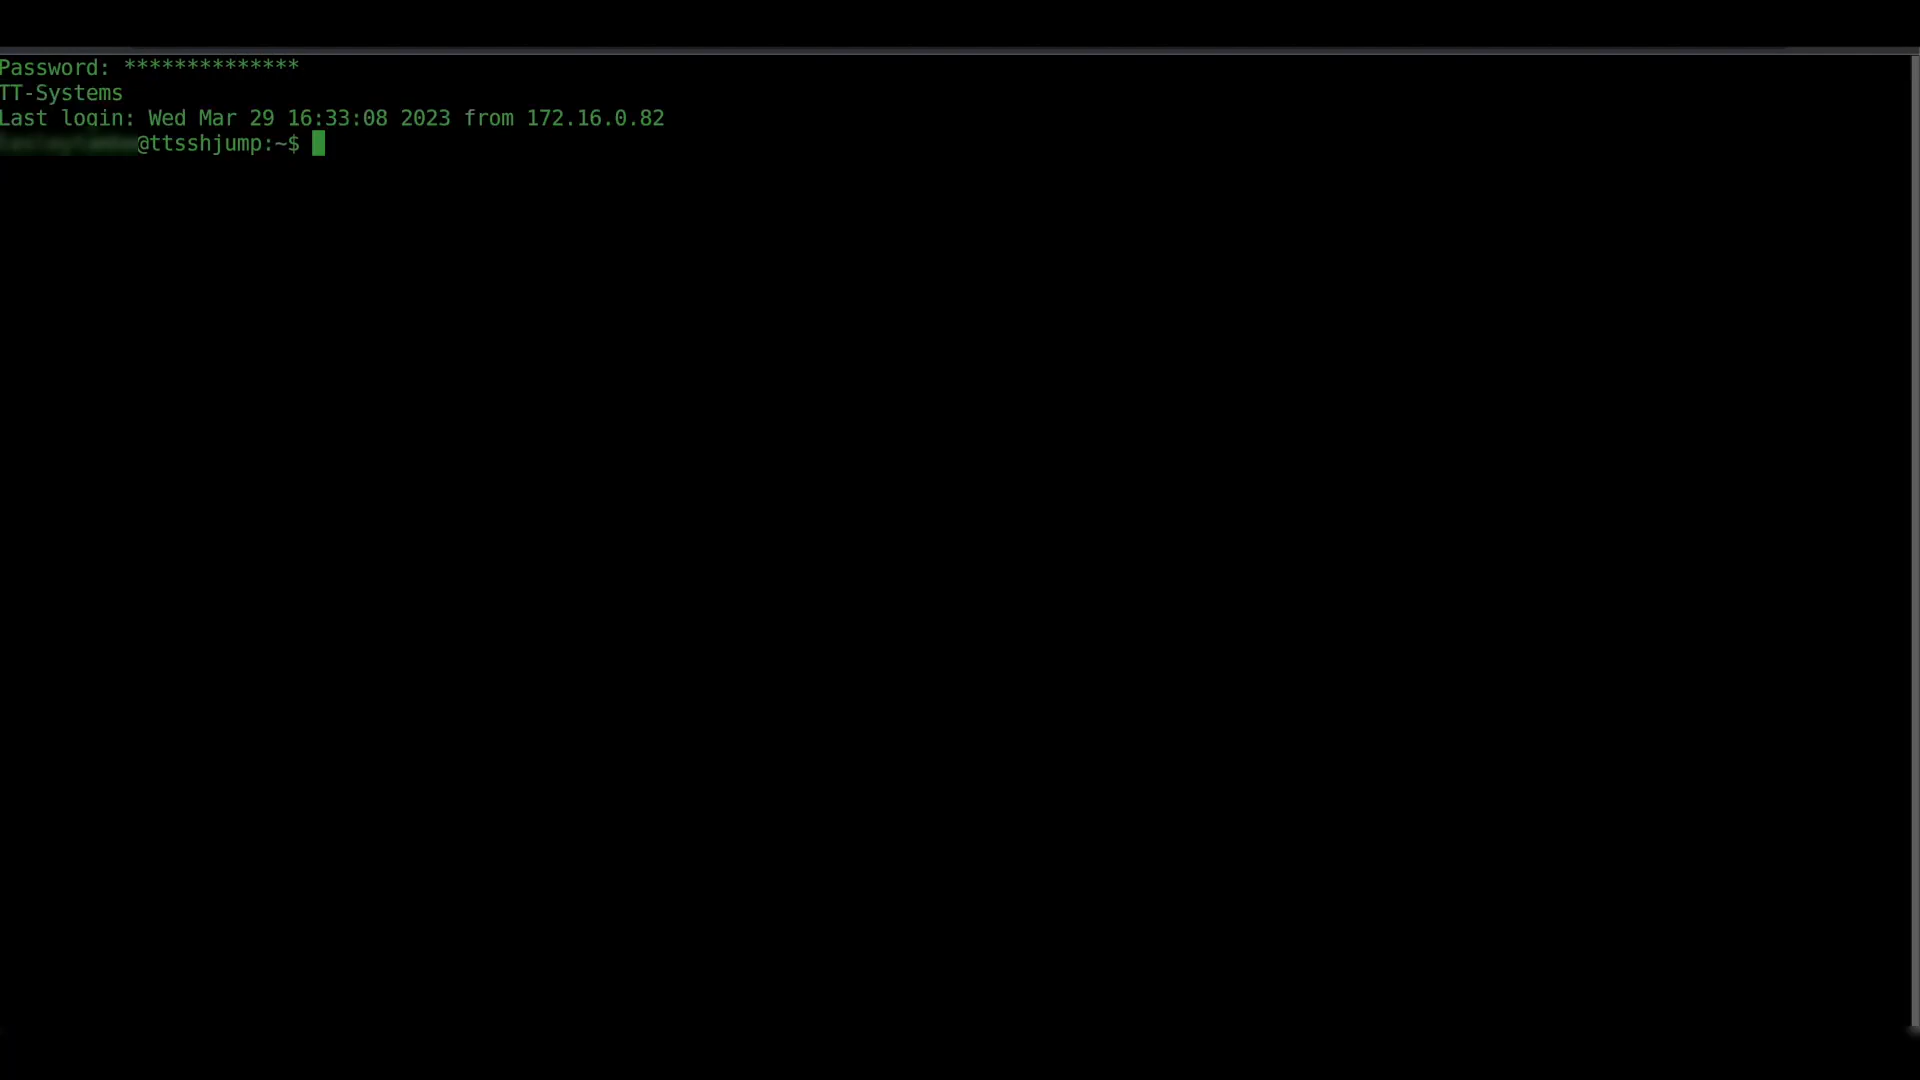 Password: **************
TT-Systems
Last login: Wed Mar 29 16:33:08 2023 from 172.16.0.82
@ttsshjump:~$